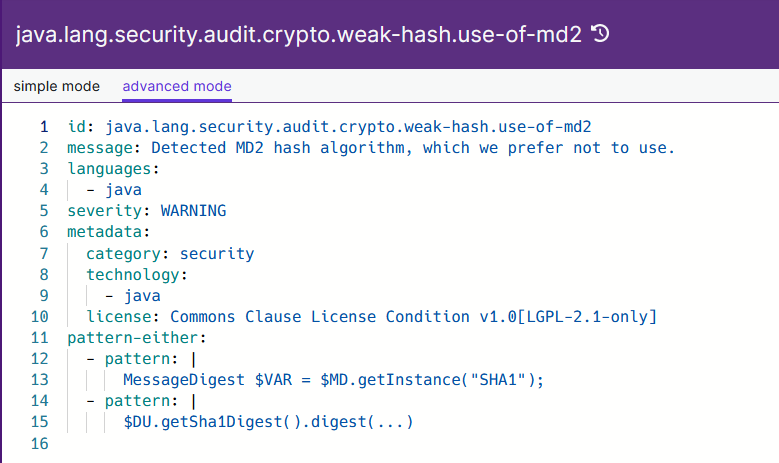 java.lang.security.audit.crypto.weak-hash.use-of-md2
simple mode advanced mode
1 id: java.lang.security.audit.crypto.weak-hash.use-of-md2
2 message: Detected MD2 hash algorithm, which we prefer not to use.
3 languages:
4   - java
5 severity: WARNING
6 metadata:
7   category: security
8   technology:
9     - java
10   license: Commons Clause License Condition v1.0[LGPL-2.1-only]
11 pattern-either:
12   - pattern: |
13       MessageDigest $VAR = $MD.getInstance("SHA1");
14   - pattern: |
15       $DU.getSha1Digest().digest(...)
16